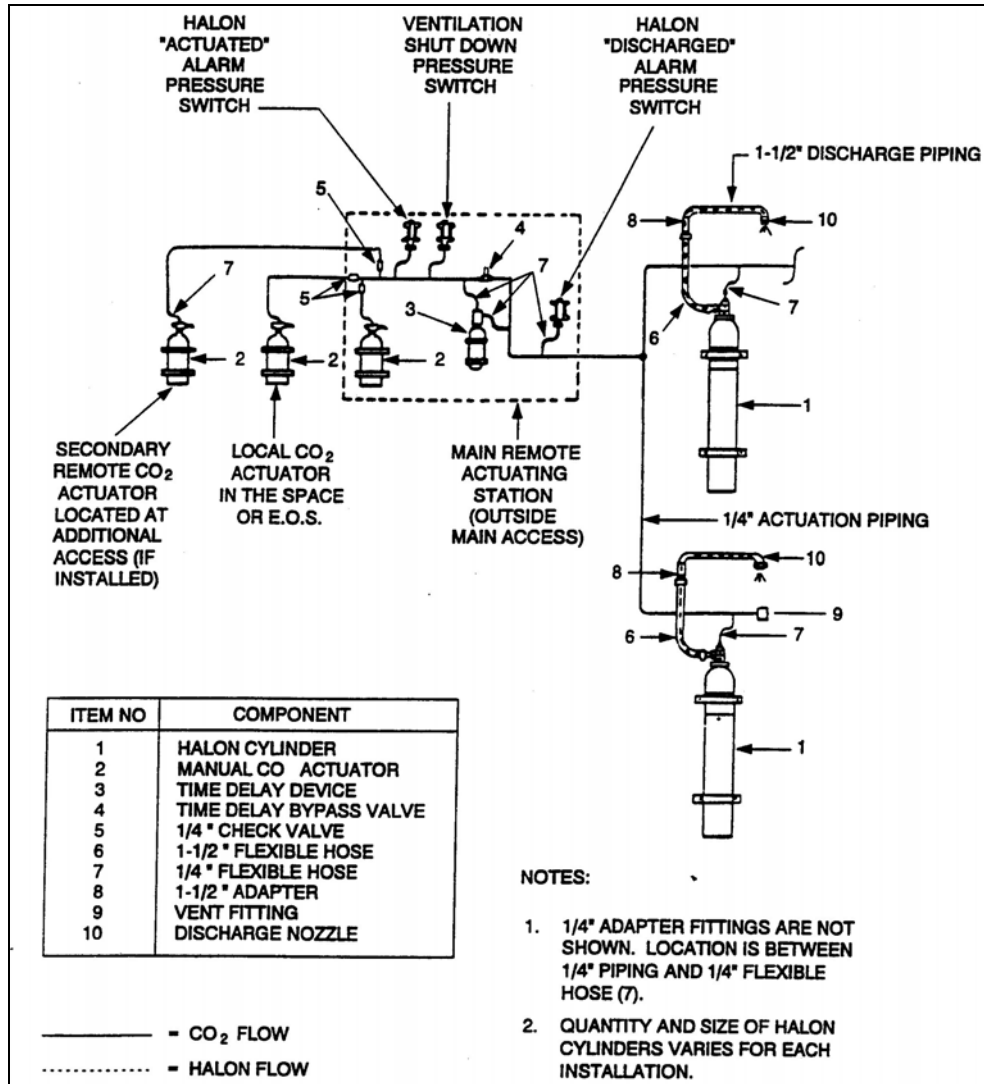 HALON
"ACTUATED"
ALARM
PRESSURE
SWITCH
VENTILATION
SHUT DOWN
PRESSURE
SWITCH
HALON
"DISCHARGED"
ALARM
PRESSURE
SWITCH
1-1/2" DISCHARGE PIPING
5
4
8
10
7
7
5
3
6
7
2
2
2
1
SECONDARY
REMOTE CO2
ACTUATOR
LOCATED AT
ADDITIONAL
ACCESS (IF
INSTALLED)
LOCAL CO2
ACTUATOR
IN THE SPACE
OR E.O.S.
MAIN REMOTE
ACTUATING
STATION
(OUTSIDE
MAIN ACCESS)
1/4" ACTUATION PIPING
8
10
9
6
7
1
ITEM NO COMPONENT
1 HALON CYLINDER
2 MANUAL CO ACTUATOR
3 TIME DELAY DEVICE
4 TIME DELAY BYPASS VALVE
5 1/4 " CHECK VALVE
6 1-1/2 " FLEXIBLE HOSE
7 1/4 " FLEXIBLE HOSE
8 1-1/2 " ADAPTER
9 VENT FITTING
10 DISCHARGE NOZZLE
= CO2 FLOW
= HALON FLOW
NOTES:
1. 1/4" ADAPTER FITTINGS ARE NOT
SHOWN. LOCATION IS BETWEEN
1/4" PIPING AND 1/4" FLEXIBLE
HOSE (7).
2. QUANTITY AND SIZE OF HALON
CYLINDERS VARIES FOR EACH
INSTALLATION.